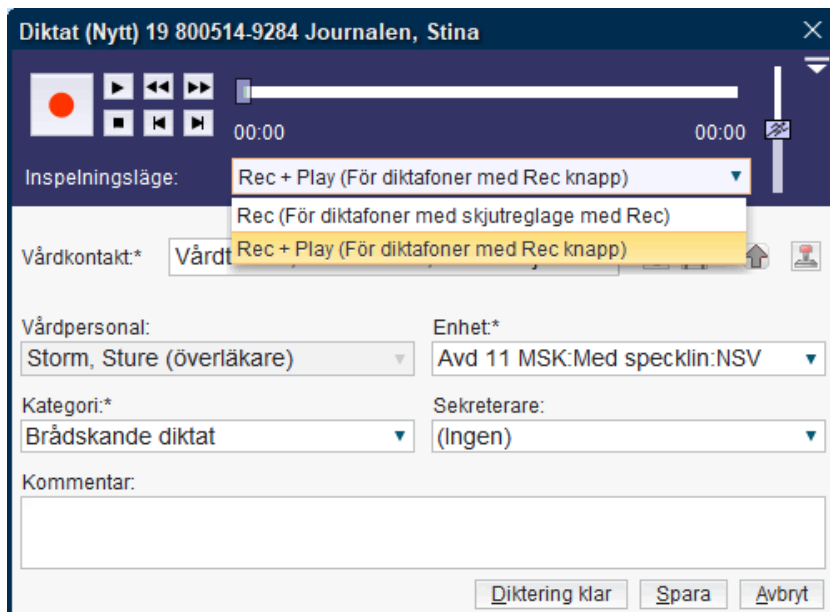 Diktat (Nytt) 19 800514-9284 Journalen, Stina
00:00 00:00
Inspelningsläge: Rec + Play (För diktafoner med Rec knapp)
Rec (För diktafoner med skjutreglage med Rec)
Rec + Play (För diktafoner med Rec knapp)
Vårdkontakt:*
Vårdpersonal: Enhet:*
Storm, Sture (överläkare) Avd 11 MSK:Med specklin:NSV
Kategori:* Sekreterare:
Brådskande diktat (Ingen)
Kommentar:
Diktering klar Spara Avbryt